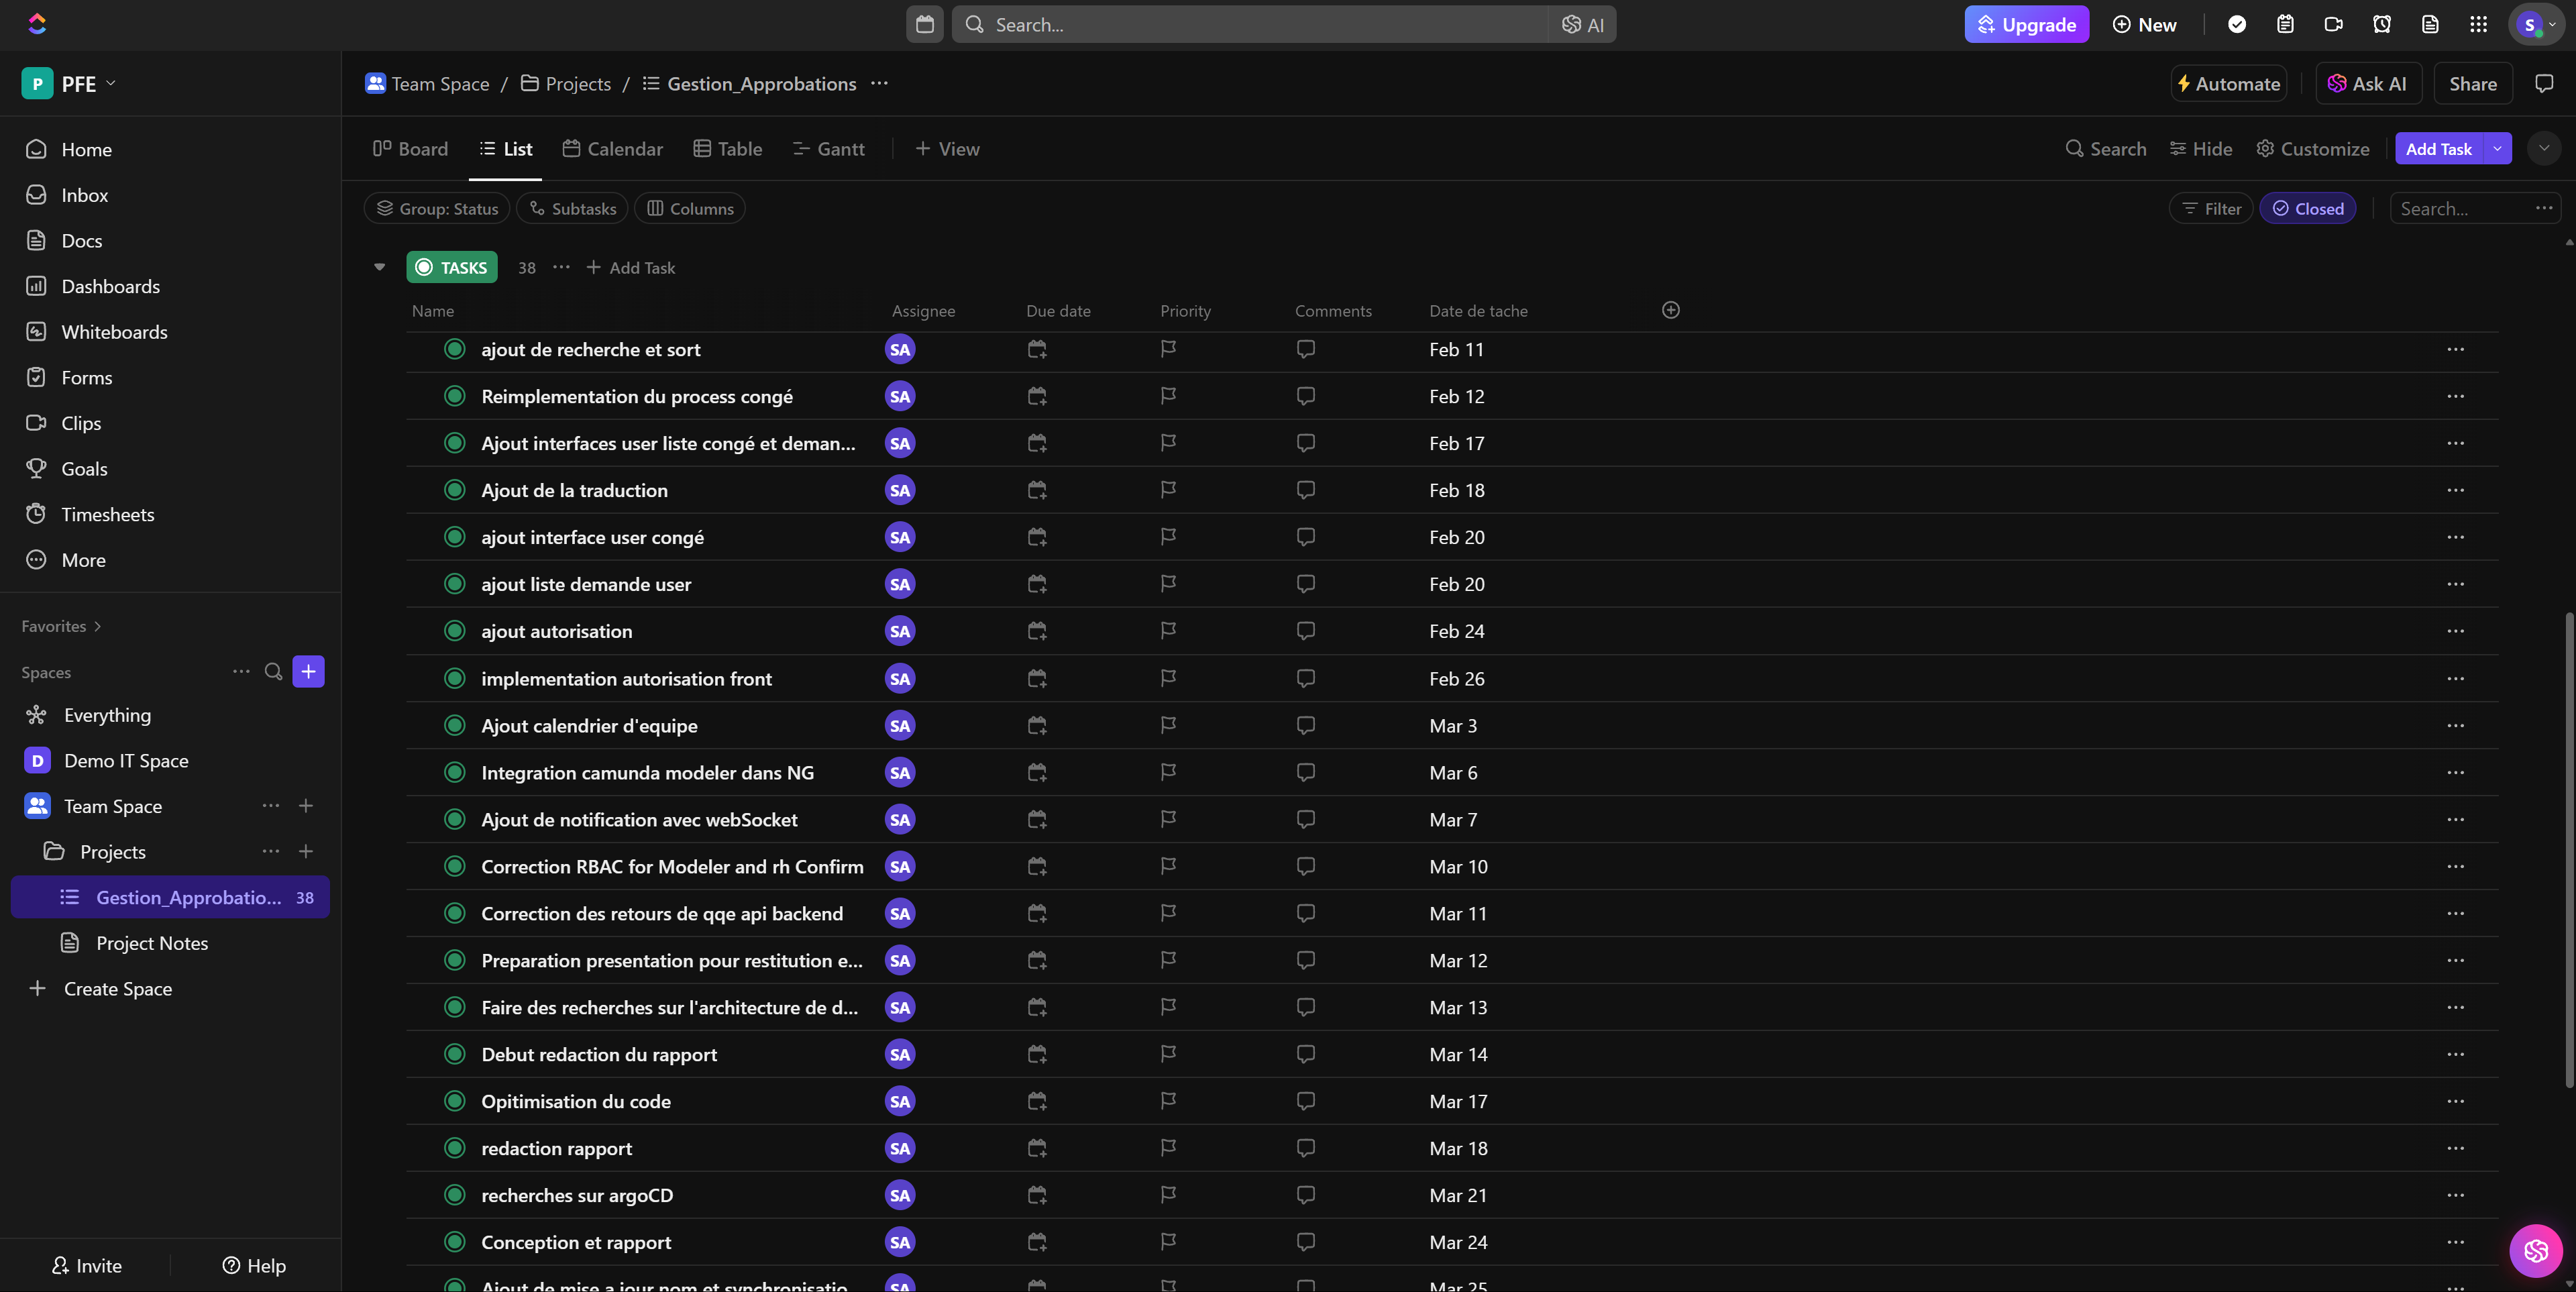 Search...
AI
Upgrade
New
S
P PFE
Team Space / Projects / Gestion_Approbations
Automate
Ask AI
Share
Home
Inbox
Docs
Dashboards
Whiteboards
Forms
Clips
Goals
Timesheets
More
Favorites
Spaces
Everything
D Demo IT Space
Team Space
Projects
Gestion_Approbatio... 38
Project Notes
Create Space
Invite
Help
Board List Calendar Table Gantt View
Search Hide Customize Add Task
Group: Status Subtasks Columns
Filter Closed Search...
TASKS 38 Add Task
Name Assignee Due date Priority Comments Date de tache
ajout de recherche et sort SA Feb 11
Reimplementation du process congé SA Feb 12
Ajout interfaces user liste congé et deman... SA Feb 17
Ajout de la traduction SA Feb 18
ajout interface user congé SA Feb 20
ajout liste demande user SA Feb 20
ajout autorisation SA Feb 24
implementation autorisation front SA Feb 26
Ajout calendrier d'equipe SA Mar 3
Integration camunda modeler dans NG SA Mar 6
Ajout de notification avec webSocket SA Mar 7
Correction RBAC for Modeler and rh Confirm SA Mar 10
Correction des retours de qqe api backend SA Mar 11
Preparation presentation pour restitution e... SA Mar 12
Faire des recherches sur l'architecture de d... SA Mar 13
Debut redaction du rapport SA Mar 14
Opitimisation du code SA Mar 17
redaction rapport SA Mar 18
recherches sur argoCD SA Mar 21
Conception et rapport SA Mar 24
Ajout de mise a jour nom et synchronisatio... SA Mar 25